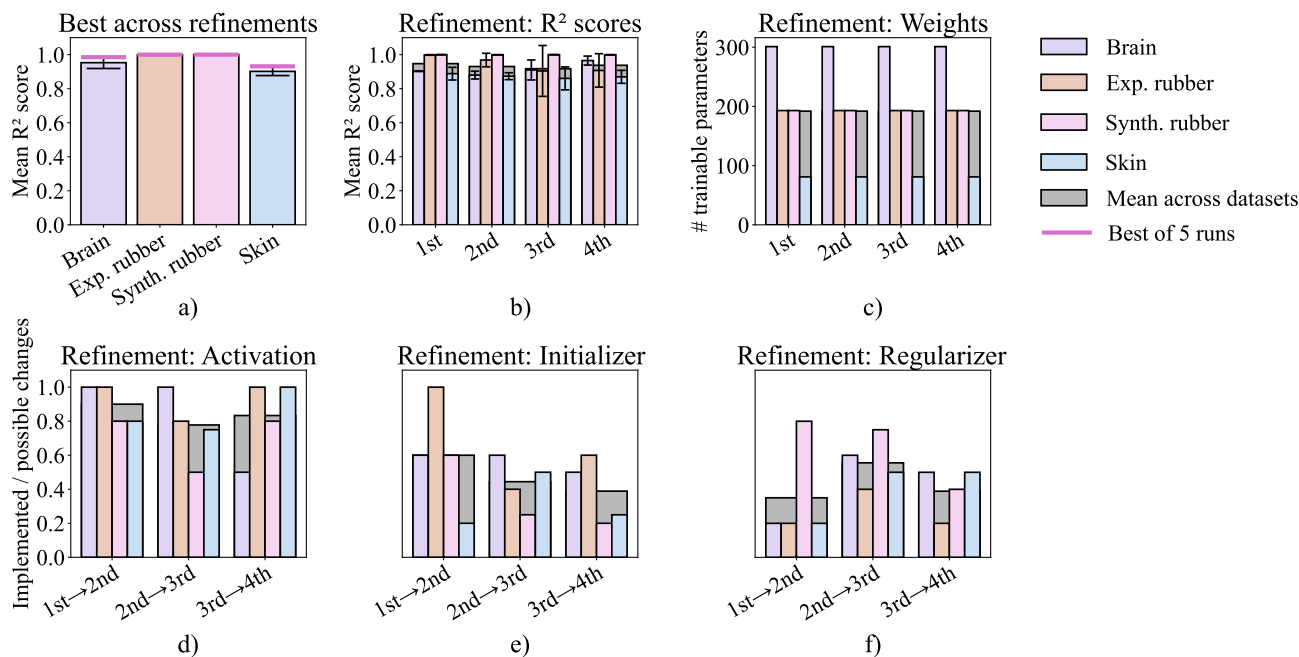 Best across refinements
Mean R² score
1.0
0.8
0.6
0.4
0.2
0.0
Brain
Exp. rubber
Synth. rubber
Skin
a)
Refinement: R² scores
Mean R² score
1.0
0.8
0.6
0.4
0.2
0.0
1st
2nd
3rd
4th
b)
Refinement: Weights
# trainable parameters
300
200
100
0
1st
2nd
3rd
4th
c)
Brain
Exp. rubber
Synth. rubber
Skin
Mean across datasets
Best of 5 runs
Refinement: Activation
Implemented / possible changes
1.0
0.8
0.6
0.4
0.2
0.0
1st→2nd
2nd→3rd
3rd→4th
d)
Refinement: Initializer
1st→2nd
2nd→3rd
3rd→4th
e)
Refinement: Regularizer
1st→2nd
2nd→3rd
3rd→4th
f)